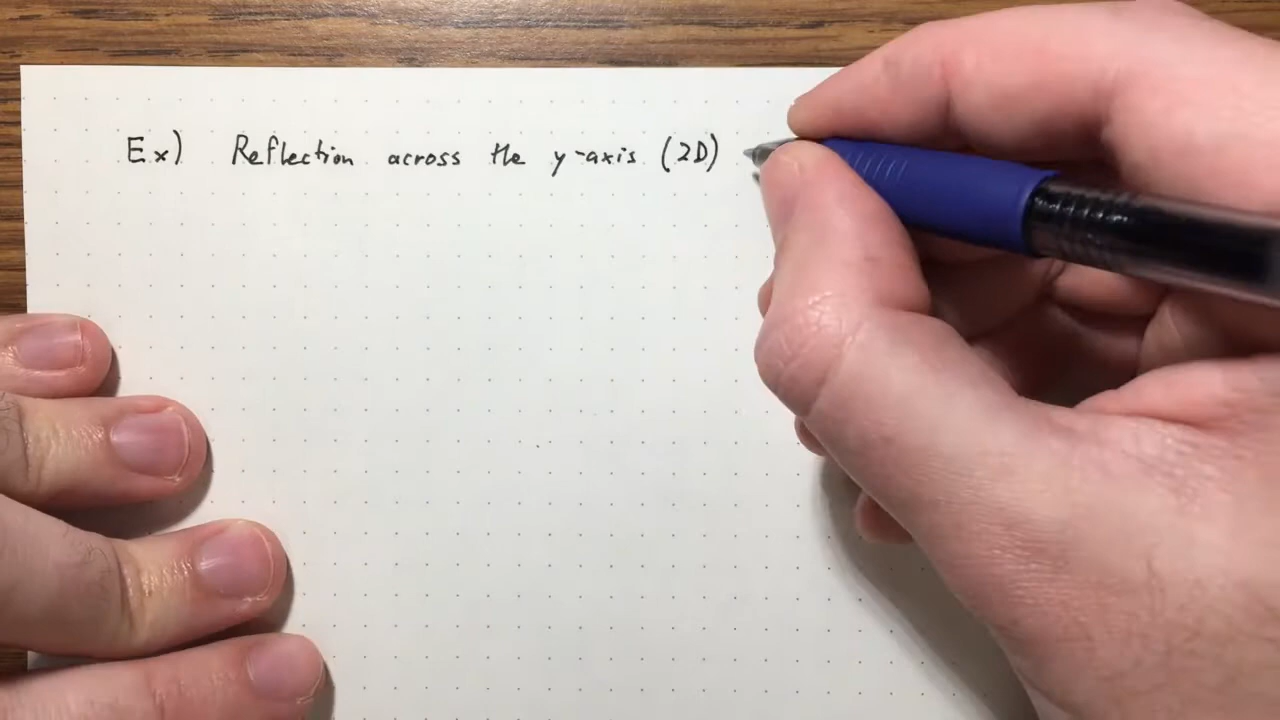 Ex) Reflection across the y-axis (2D)